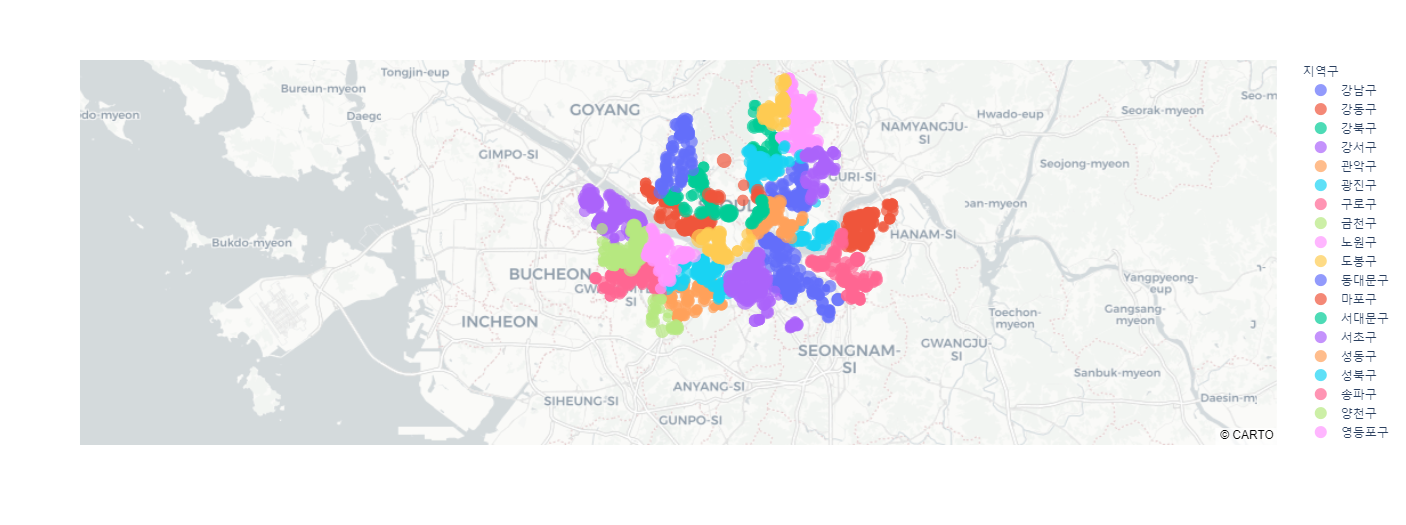 Tongjin-eup
Bureun-myeon
do-myeon
GOYANG
GIMPO-SI
NAMYANGJU-
SI
Hwado-eup
Seorak-myeon
Seojong-myeon
GURI-SI
Bukdo-myeon
HANAM-SI
BUCHEON
SI
INCHEON
Yangpyeong-
eup
Toechon-
myeon
Gangsang-
myeon
SEONGNAM-
SI
GWANGJU-
SI
Sanbuk-myeon
ANYANG-SI
SIHEUNG-SI
GUNPO-SI
© CARTO
지역구
강남구
강동구
강북구
강서구
관악구
광진구
구로구
금천구
노원구
도봉구
동대문구
마포구
서대문구
서초구
성동구
성북구
송파구
양천구
영등포구